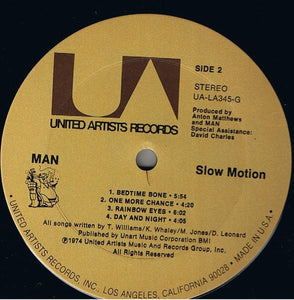 UA
UNITED ARTISTS RECORDS
SIDE 2
STEREO
UA-LA345-G
Produced by
Anton Matthews
and MAN
Special Assistance:
David Charles
MAN
Slow Motion
1. BEDTIME BONE • 5:54
2. ONE MORE CHANCE • 4:10
3. RAINBOW EYES • 6:02
4. DAY AND NIGHT • 4:05
All songs written by T. Williams/K. Whaley/M. Jones/D. Leonard
Published by Unart Music Corporation BMI
℗1974 United Artists Music And Records Group, Inc.
All Rights Reserved
UNITED ARTISTS RECORDS, INC. LOS ANGELES, CALIFORNIA 90028 • MADE IN U.S.A.